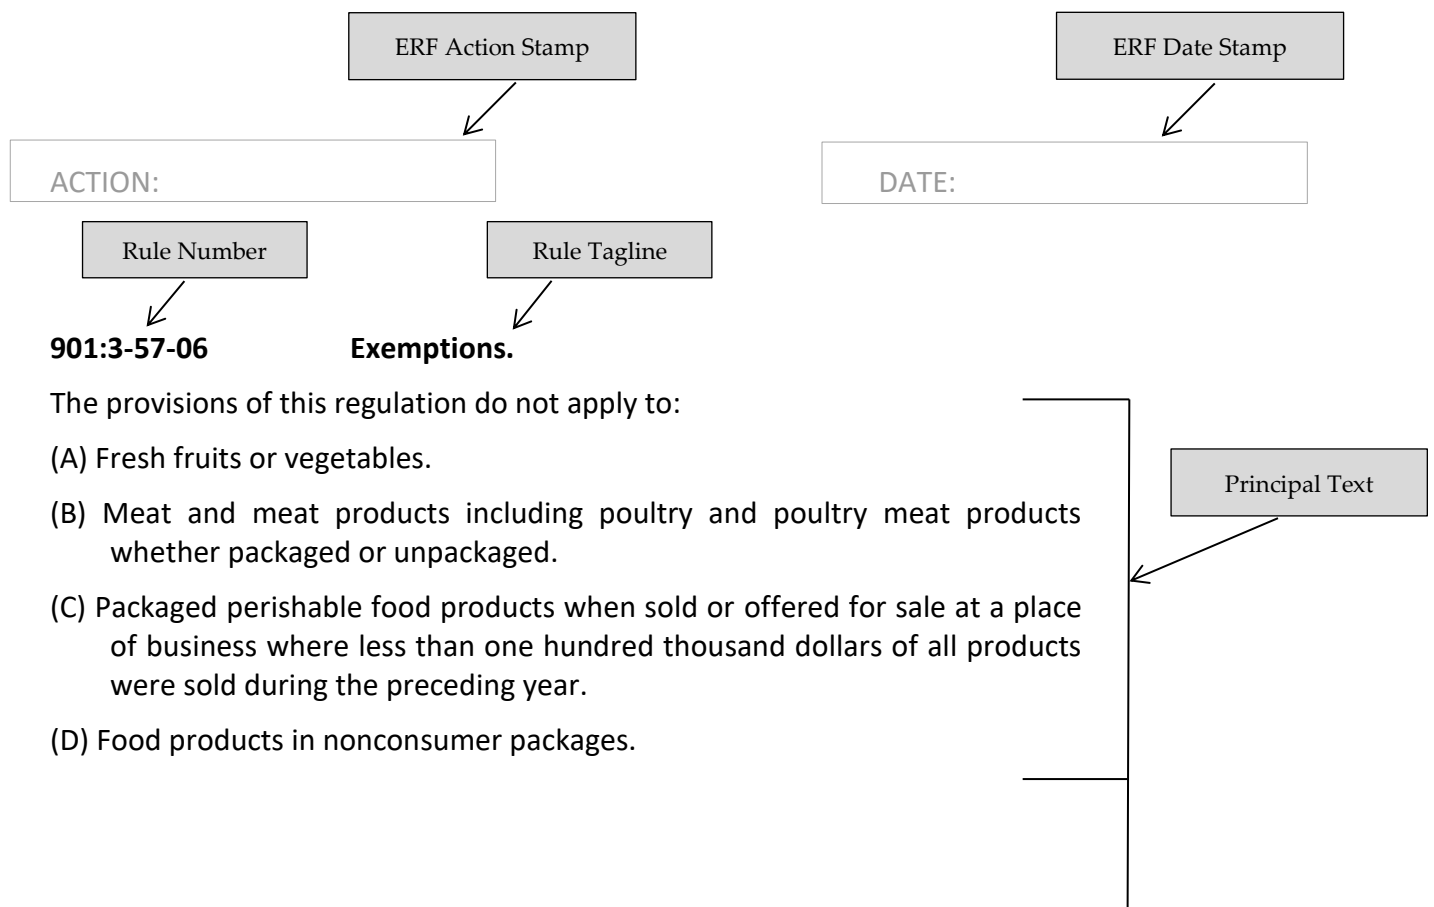 ERF Action Stamp
ERF Date Stamp
ACTION:
DATE:
Rule Number
Rule Tagline
901:3-57-06 Exemptions.
The provisions of this regulation do not apply to:
(A) Fresh fruits or vegetables.
Principal Text
(B) Meat and meat products including poultry and poultry meat products
whether packaged or unpackaged.
(C) Packaged perishable food products when sold or offered for sale at a place
of business where less than one hundred thousand dollars of all products
were sold during the preceding year.
(D) Food products in nonconsumer packages.